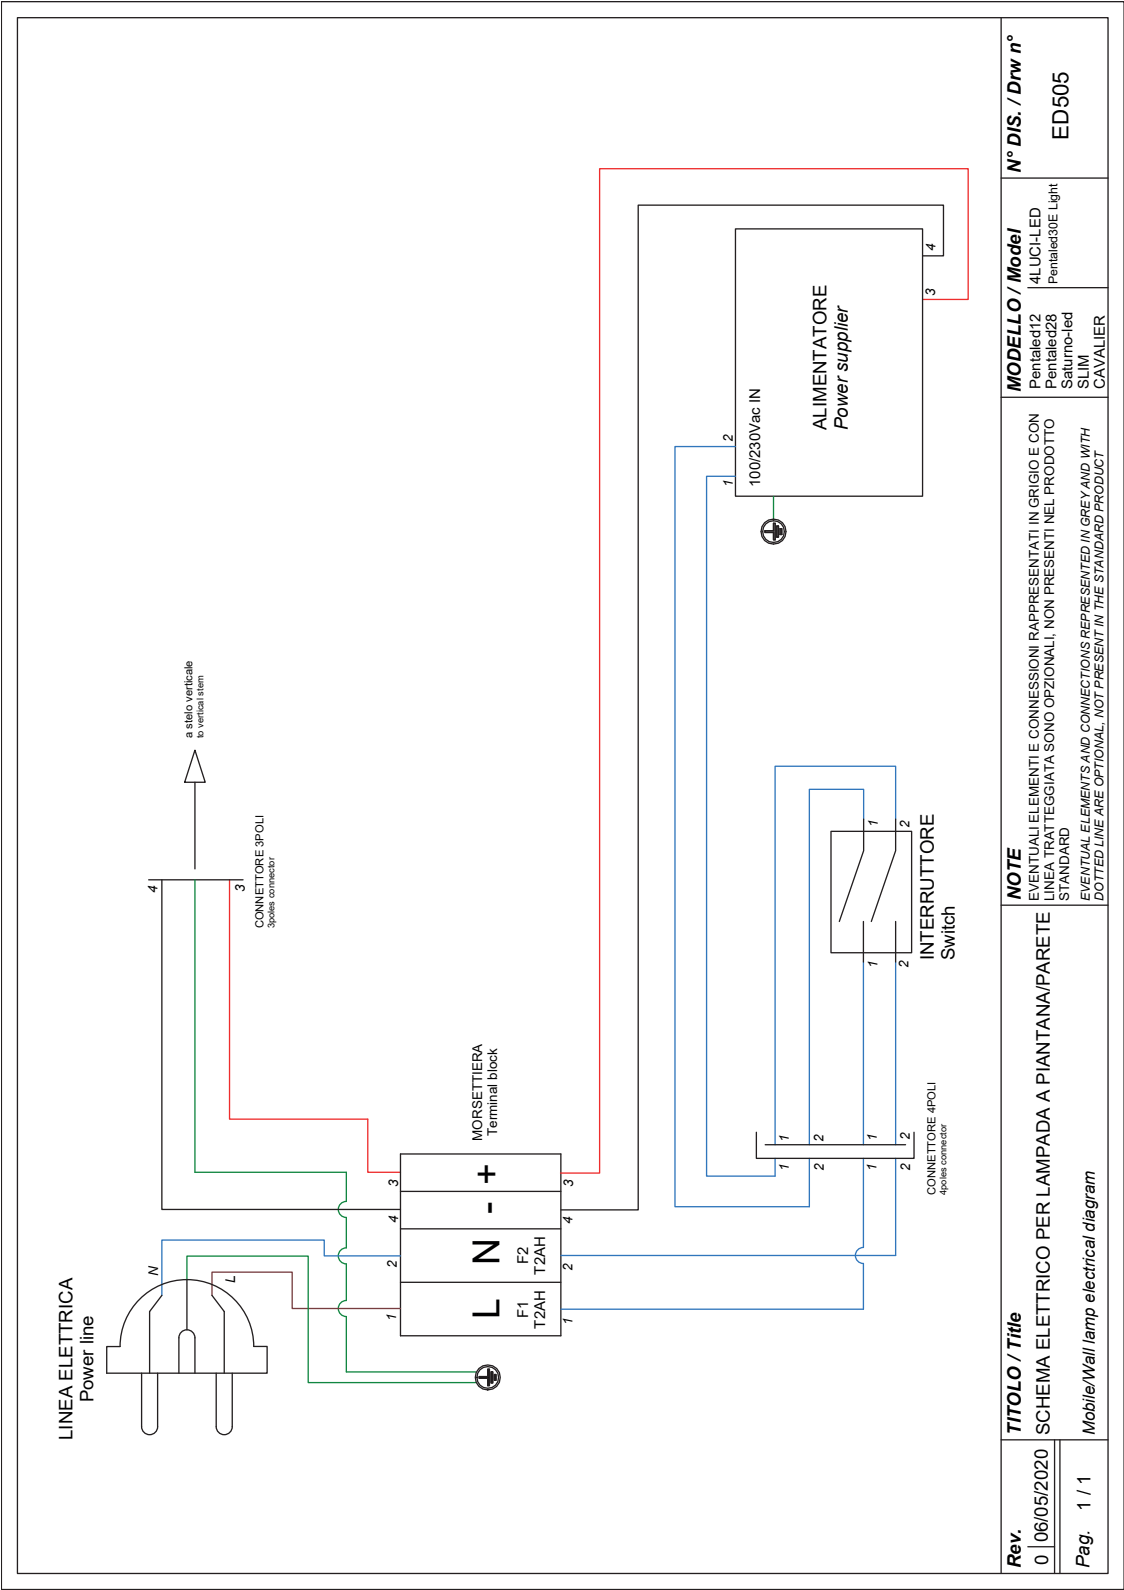 LINEA ELETTRICA
Power line
N
L
a stelo verticale
to vertical stem
4
3
CONNETTORE 3POLI
3poles connector
MORSETTIERA
Terminal block
1
2
4
3
L
N
-
+
F1
T2AH
F2
T2AH
1
2
4
3
CONNETTORE 4POLI
4poles connector
1
2
1
2
1
2
1
2
INTERRUTTORE
Switch
1
2
1
2
100/230Vac IN
1
2
ALIMENTATORE
Power supplier
3
4
Rev.
0
06/05/2020
Pag. 1 / 1
TITOLO / Title
SCHEMA ELETTRICO PER LAMPADA A PIANTANA/PARETE
Mobile/Wall lamp electrical diagram
NOTE
EVENTUALI ELEMENTI E CONNESSIONI RAPPRESENTATI IN GRIGIO E CON
LINEA TRATTEGGIATA SONO OPZIONALI, NON PRESENTI NEL PRODOTTO
STANDARD
EVENTUAL ELEMENTS AND CONNECTIONS REPRESENTED IN GREY AND WITH
DOTTED LINE ARE OPTIONAL, NOT PRESENT IN THE STANDARD PRODUCT
MODELLO / Model
Pentaled12
Pentaled28
Saturno-led
SLIM
CAVALIER
4LUCI-LED
Pentaled30E Light
N° DIS. / Drw n°
ED505